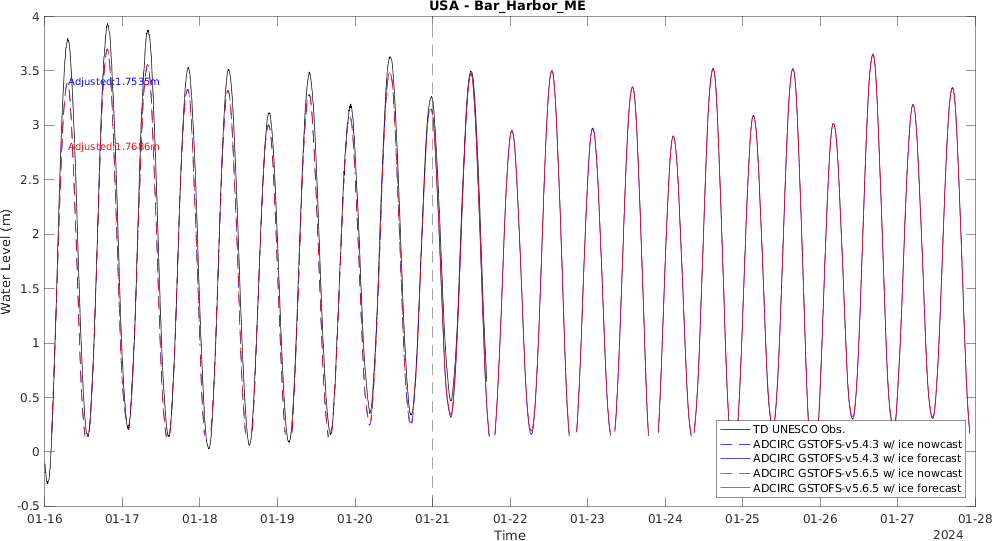 USA - Bar_Harbor_ME
4
3.5
3
2.5
2
1.5
1
0.5
0
-0.5
Water Level (m)
Adjusted:1.7535m
Adjusted:1.7686m
TD UNESCO Obs.
ADCIRC GSTOFS-v5.4.3 w/ ice nowcast
ADCIRC GSTOFS-v5.4.3 w/ ice forecast
ADCIRC GSTOFS-v5.6.5 w/ ice nowcast
ADCIRC GSTOFS-v5.6.5 w/ ice forecast
01-16 01-17 01-18 01-19 01-20 01-21 01-22 01-23 01-24 01-25 01-26 01-27 01-28
Time
2024